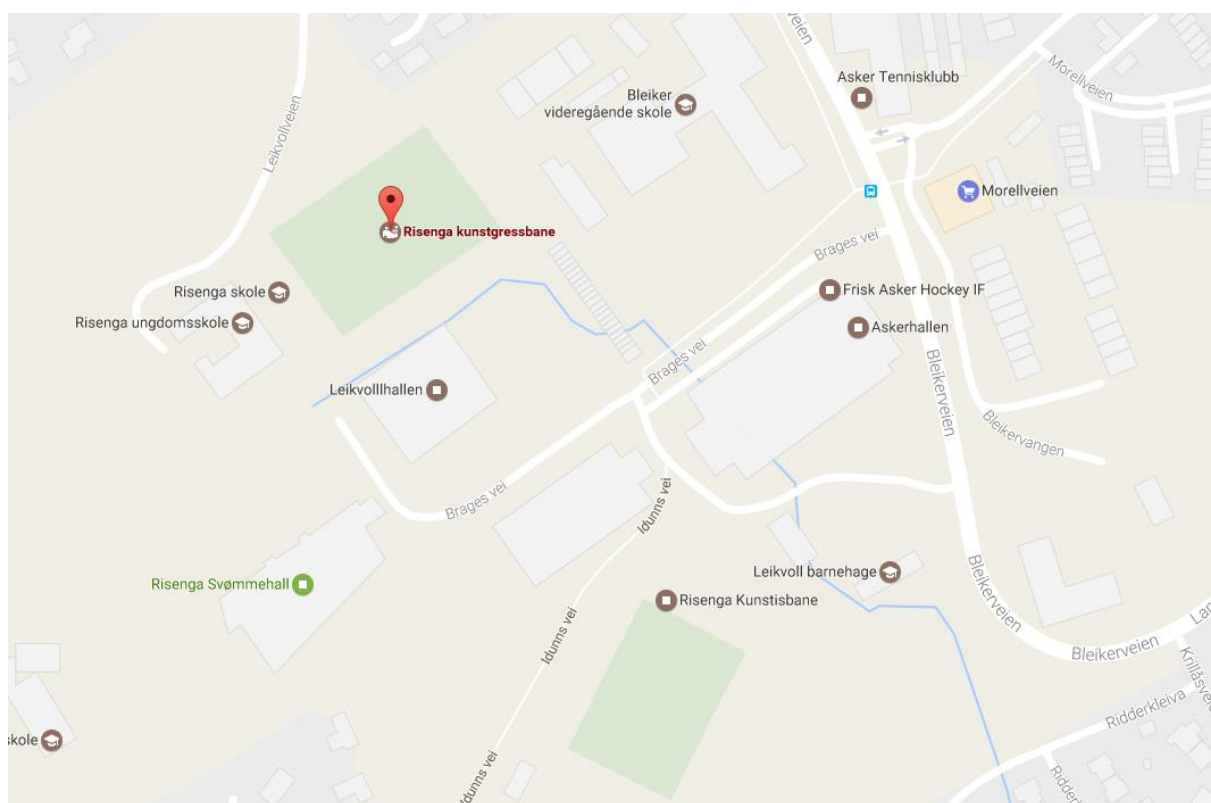 Asker Tennisklubb
Morellveien
Bleiker
videregående skole
Leikvollveien
Morellveien
Risenga kunstgressbane
Brages vei
Risenga skole
Frisk Asker Hockey IF
Risenga ungdomsskole
Askerhallen
Brages vei
Bleikerveien
Leikvolllhallen
Bleikervangen
Brages vei
Idunns vei
Risenga Svømmehall
Leikvoll barnehage
Bleikerveien
Risenga Kunstisbane
Idunns vei
Bleikerveien
Ridderkleiva
skole
Idunns vei